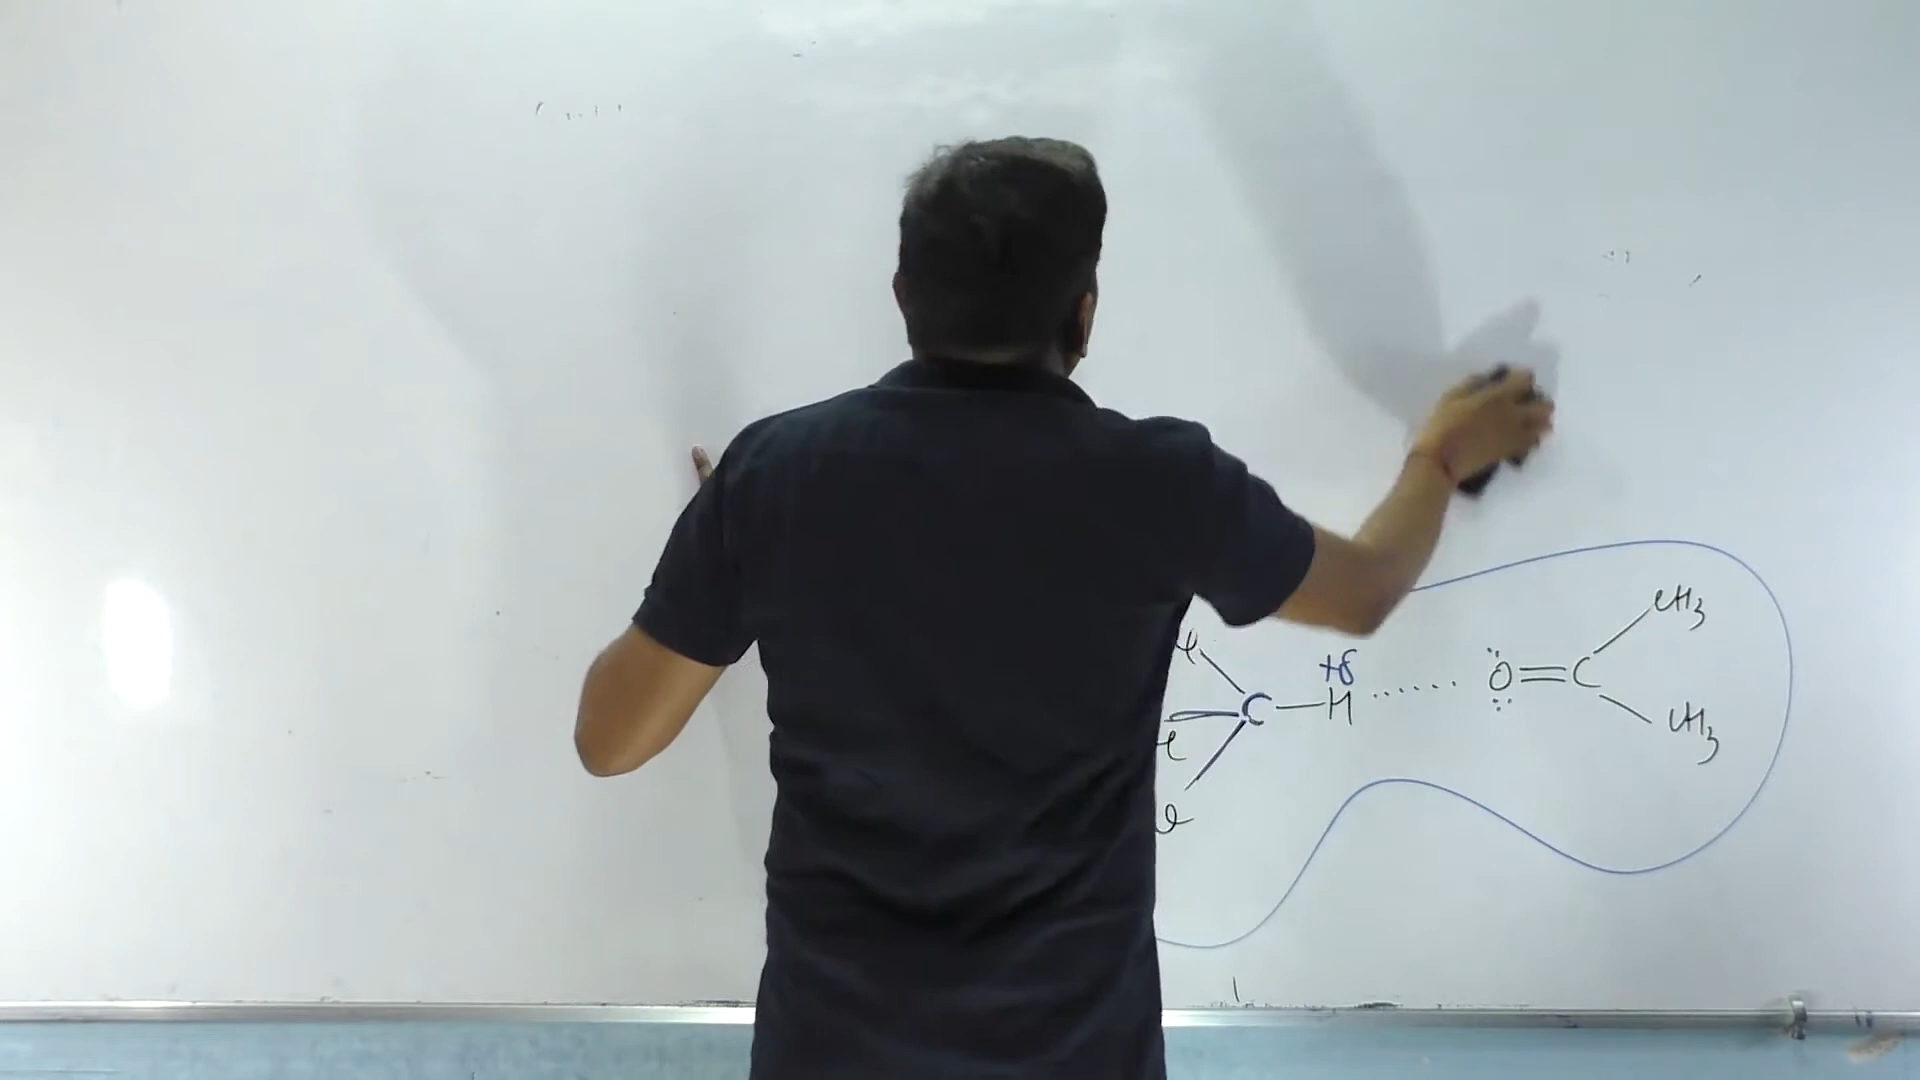 CH3
+δ
C—H ...... O=C
CH3